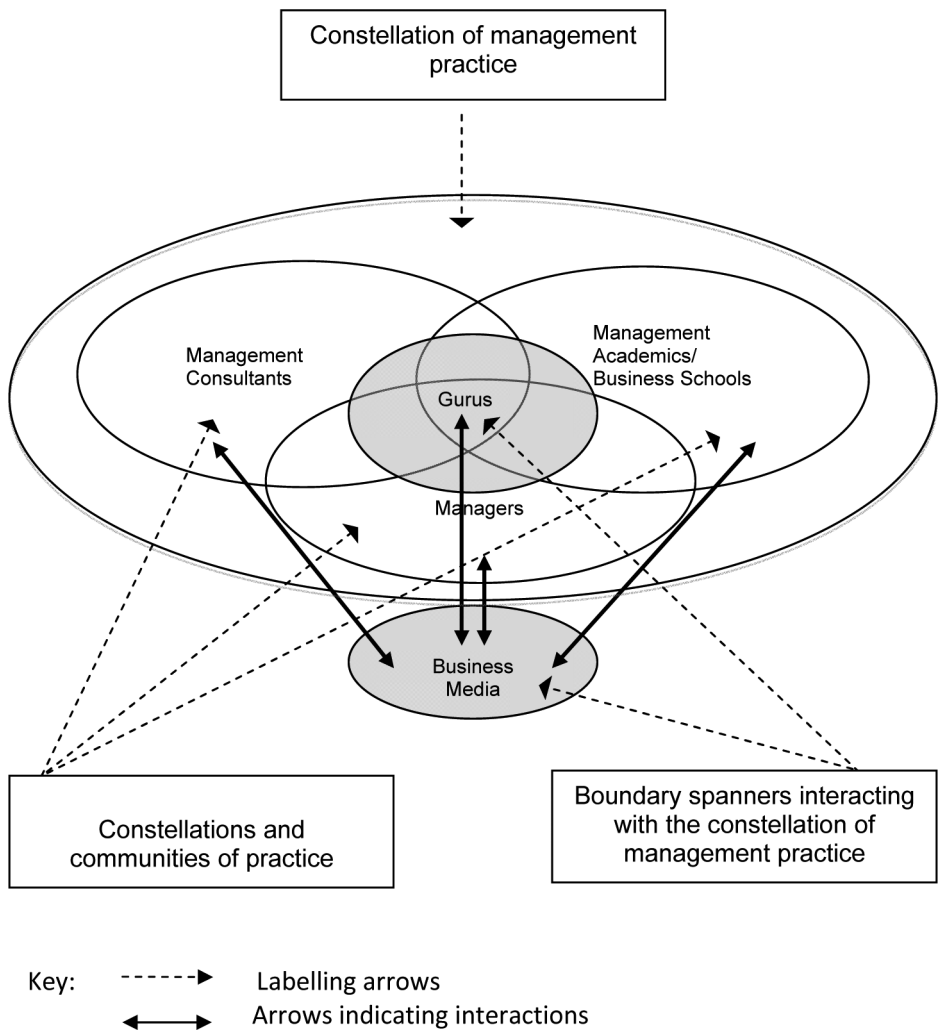 Constellation of management
practice
Management
Consultants
Management
Academics/
Business Schools
Gurus
Managers
Business
Media
Constellations and
communities of practice
Boundary spanners interacting
with the constellation of
management practice
Key:
Labelling arrows
Arrows indicating interactions